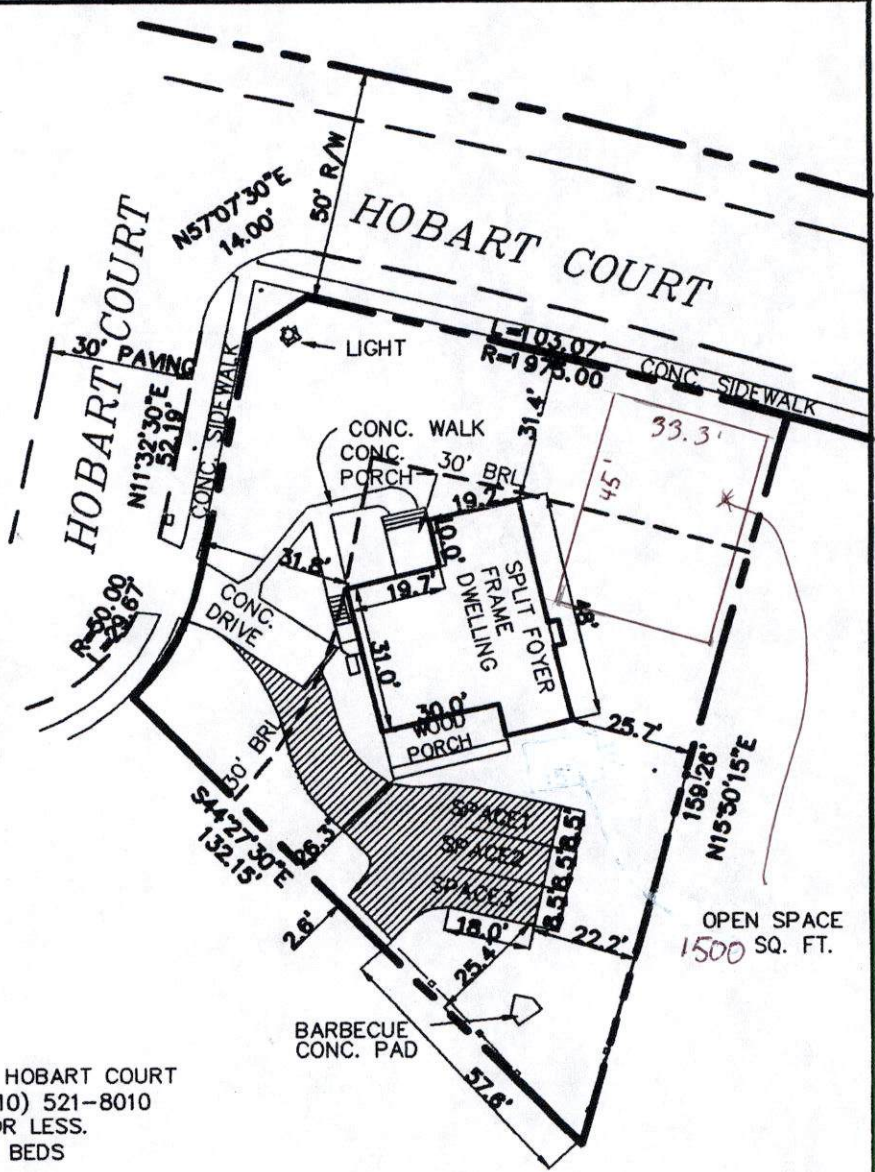 50' R/W
N57°07'30"E
14.00'
HOBART COURT
HOBART COURT
30' PAVING
N11°32'30"E
52.19'
CONC. SIDEWALK
LIGHT
L=103.07'
R=1975.00
CONC. SIDEWALK
31.4'
33.3'
45'
CONC. WALK
CONC.
PORCH
30' BRL
19.7'
31.8'
19.7'
SPLIT FOYER
FRAME
DWELLING
48'
CONC.
DRIVE
R=50.00'
31.0'
30.0'
WOOD
PORCH
25.7'
159.26'
N15°50'15"E
30' BRL
S44°27'30"E
132.15'
26.3'
SPACE1
SPACE2
SPACE3
8.5'
8.5'
8.5'
18.0'
22.2'
2.6'
25.4'
OPEN SPACE
1500 SQ. FT.
BARBECUE
CONC. PAD
57.6'
HOBART COURT
10) 521-8010
OR LESS.
BEDS